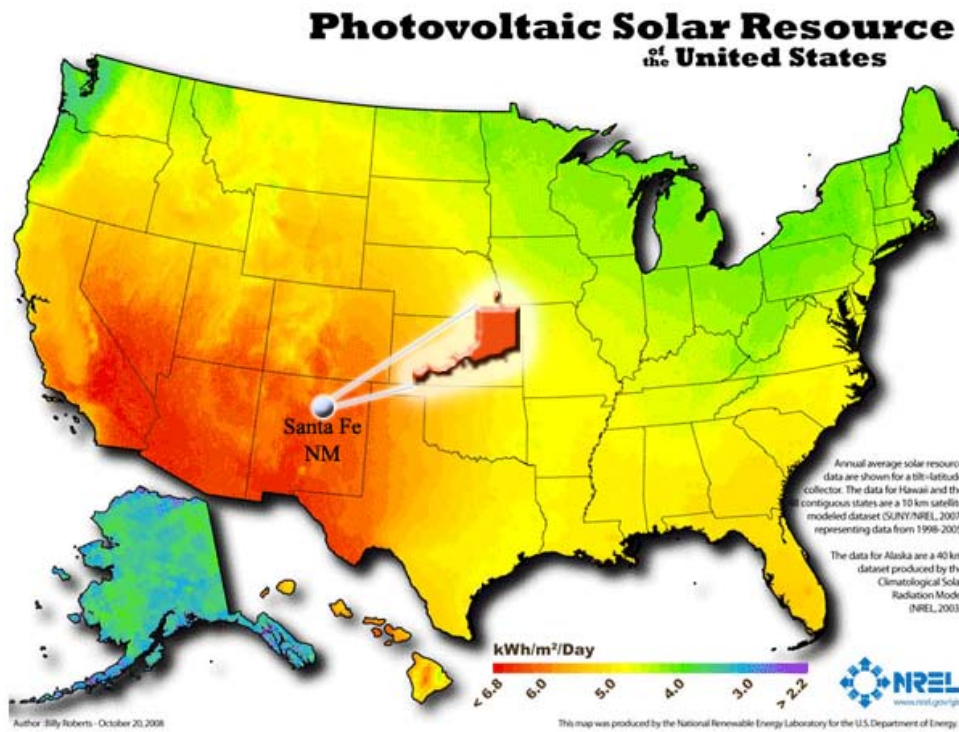 Photovoltaic Solar Resource
of
the United States
Santa Fe
NM
Annual average solar resource
data are shown for a tilt=latitude
collector. The data for Hawaii and the
contiguous states are a 10 km satellite
modeled dataset (SUNY/NREL, 2007
representing data from 1998-2005
The data for Alaska are a 40 km
dataset produced by the
Climatological Solar
Radiation Model
(NREL, 2003
kWh/m²/Day
< 6.8
6.0
5.0
4.0
3.0
> 2.2
NREL
Author : Billy Roberts - October 20, 2008
This map was produced by the National Renewable Energy Laboratory for the U.S. Department of Energy.